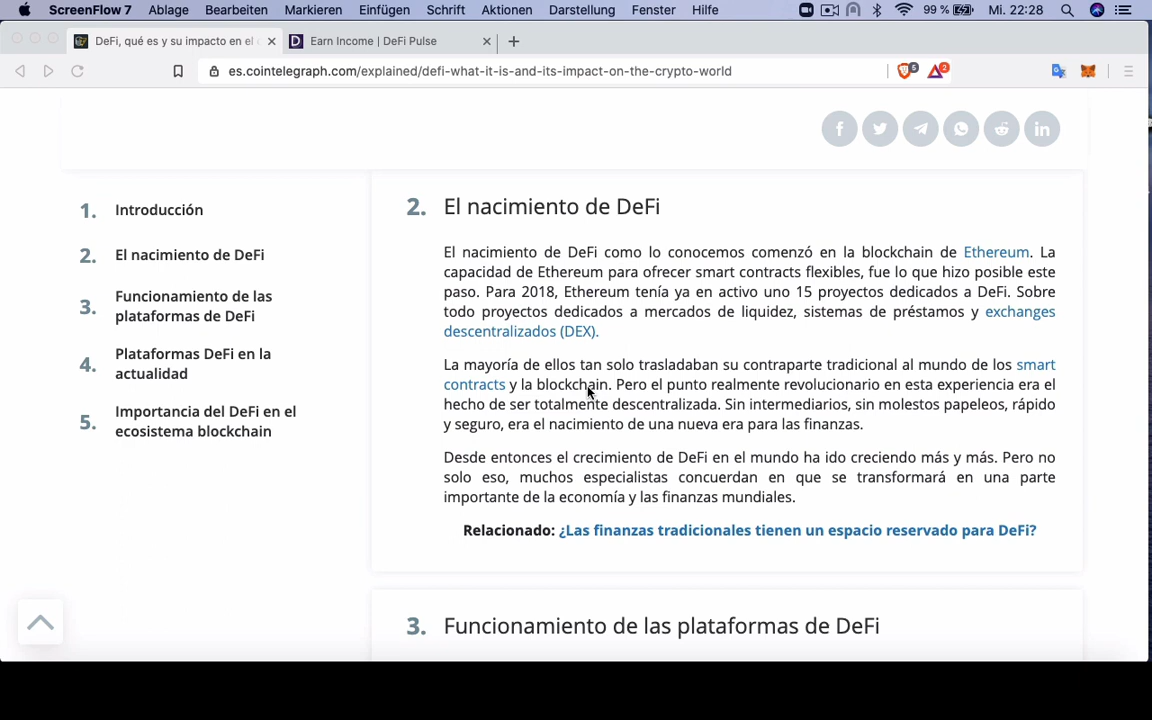 ScreenFlow 7 Ablage Bearbeiten Markieren Einfügen Schrift Aktionen Darstellung Fenster Hilfe 99 % Mi. 22:28
DeFi, qué es y su impacto en el Earn Income | DeFi Pulse
es.cointelegraph.com/explained/defi-what-it-is-and-its-impact-on-the-crypto-world 5 2
1. Introducción
2. El nacimiento de DeFi
3. Funcionamiento de las
plataformas de DeFi
4. Plataformas DeFi en la
actualidad
5. Importancia del DeFi en el
ecosistema blockchain
2. El nacimiento de DeFi
El nacimiento de DeFi como lo conocemos comenzó en la blockchain de Ethereum. La
capacidad de Ethereum para ofrecer smart contracts flexibles, fue lo que hizo posible este
paso. Para 2018, Ethereum tenía ya en activo uno 15 proyectos dedicados a DeFi. Sobre
todo proyectos dedicados a mercados de liquidez, sistemas de préstamos y exchanges
descentralizados (DEX).
La mayoría de ellos tan solo trasladaban su contraparte tradicional al mundo de los smart
contracts y la blockchain. Pero el punto realmente revolucionario en esta experiencia era el
hecho de ser totalmente descentralizada. Sin intermediarios, sin molestos papeleos, rápido
y seguro, era el nacimiento de una nueva era para las finanzas.
Desde entonces el crecimiento de DeFi en el mundo ha ido creciendo más y más. Pero no
solo eso, muchos especialistas concuerdan en que se transformará en una parte
importante de la economía y las finanzas mundiales.
Relacionado: ¿Las finanzas tradicionales tienen un espacio reservado para DeFi?
3. Funcionamiento de las plataformas de DeFi